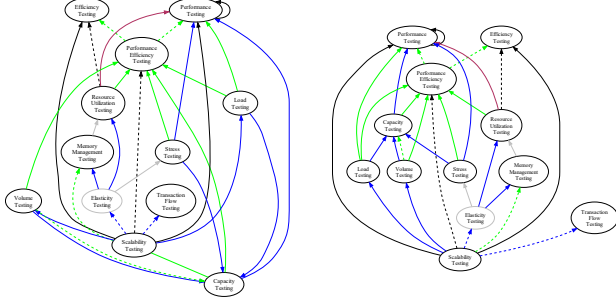 Efficiency
Testing
Performance
Testing
Performance
Efficiency
Testing
Resource
Utilization
Testing
Load
Testing
Memory
Management
Testing
Stress
Testing
Volume
Testing
Elasticity
Testing
Transaction
Flow
Testing
Scalability
Testing
Capacity
Testing
Performance
Testing
Efficiency
Testing
Performance
Efficiency
Testing
Capacity
Testing
Resource
Utilization
Testing
Load
Testing
Volume
Testing
Stress
Testing
Memory
Management
Testing
Elasticity
Testing
Transaction
Flow
Testing
Scalability
Testing